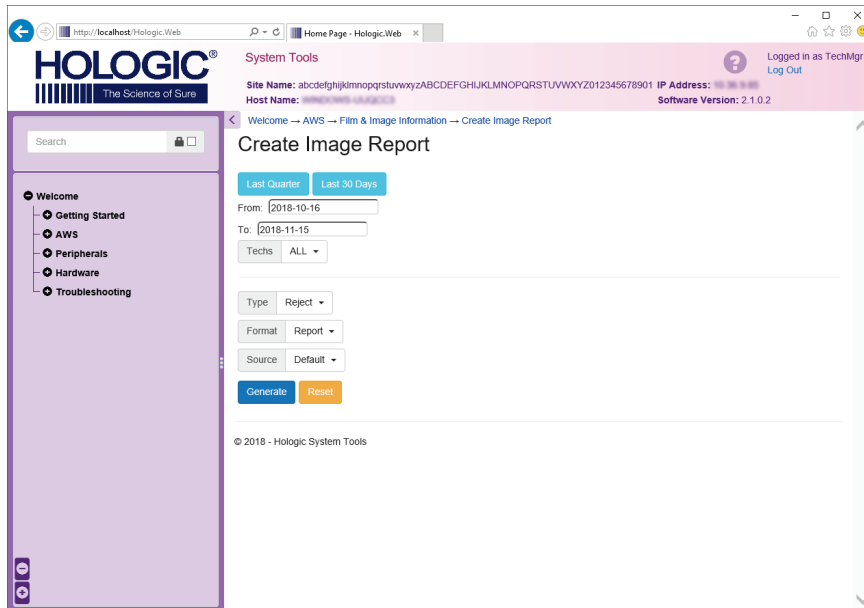 http://localhost/Hologic.Web
Home Page - Hologic.Web
HOLOGIC®
The Science of Sure
System Tools
Logged in as TechMgr
Log Out
Site Name: abcdefghijklmnopqrstuvwxyzABCDEFGHIJKLMNOPQRSTUVWXYZ012345678901 IP Address:
Host Name:
Software Version: 2.1.0.2
Search
Welcome → AWS → Film & Image Information → Create Image Report
Create Image Report
Welcome
Getting Started
AWS
Peripherals
Hardware
Troubleshooting
Last Quarter Last 30 Days
From: 2018-10-16
To: 2018-11-15
Techs ALL
Type Reject
Format Report
Source Default
Generate Reset
© 2018 - Hologic System Tools